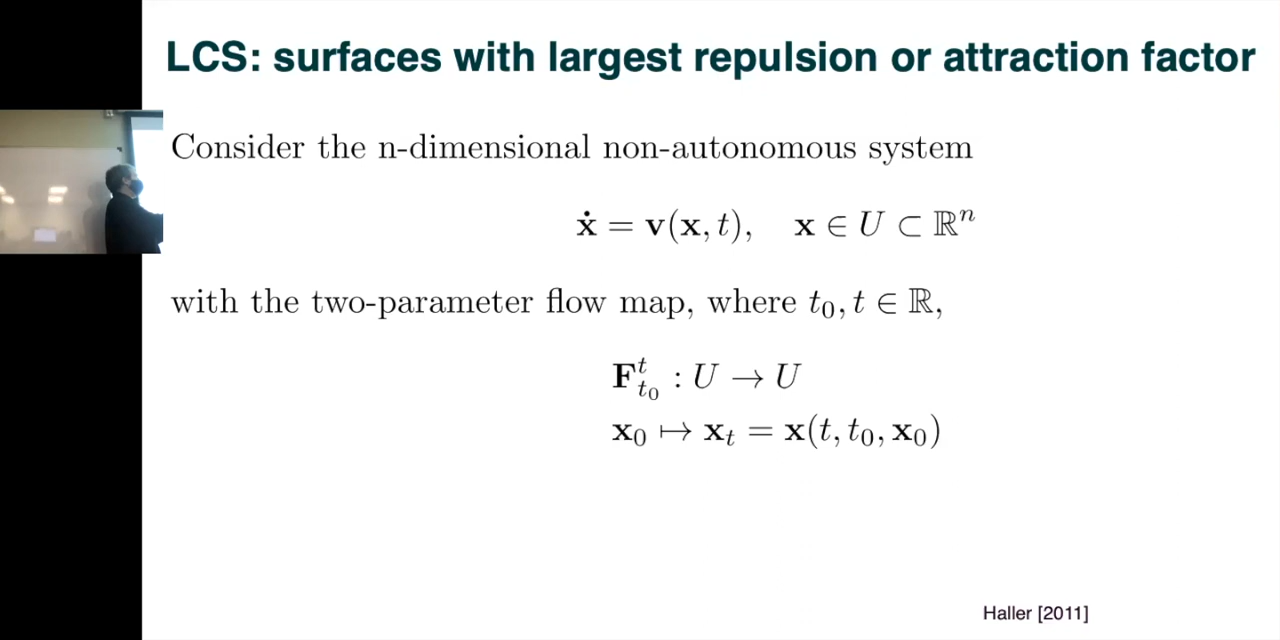 LCS: surfaces with largest repulsion or attraction factor
Consider the n-dimensional non-autonomous system
ẋ = v(x, t),   x ∈ U ⊂ ℝⁿ
with the two-parameter flow map, where t₀, t ∈ ℝ,
F_{t₀}^{t} : U → U
x₀ ↦ xₜ = x(t, t₀, x₀)
Haller [2011]